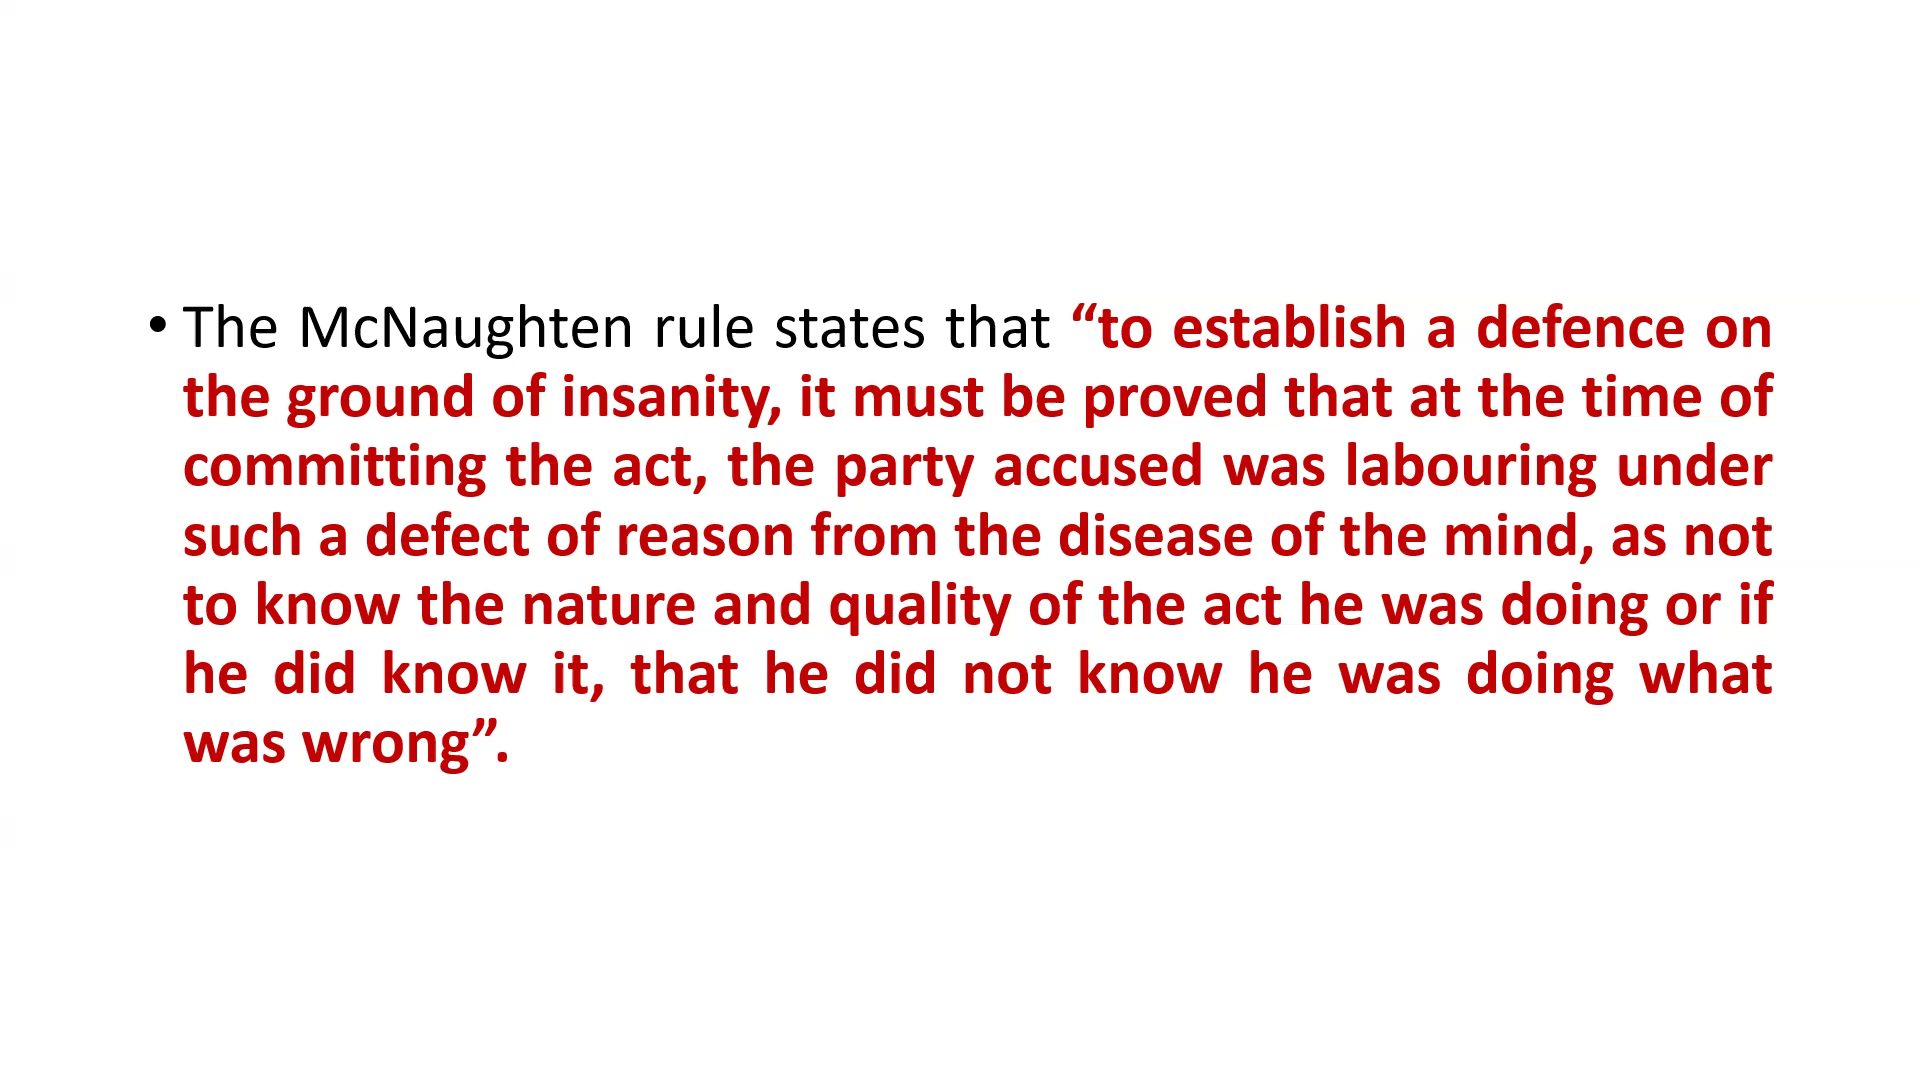 • The McNaughten rule states that “to establish a defence on
the ground of insanity, it must be proved that at the time of
committing the act, the party accused was labouring under
such a defect of reason from the disease of the mind, as not
to know the nature and quality of the act he was doing or if
he did know it, that he did not know he was doing what
was wrong”.